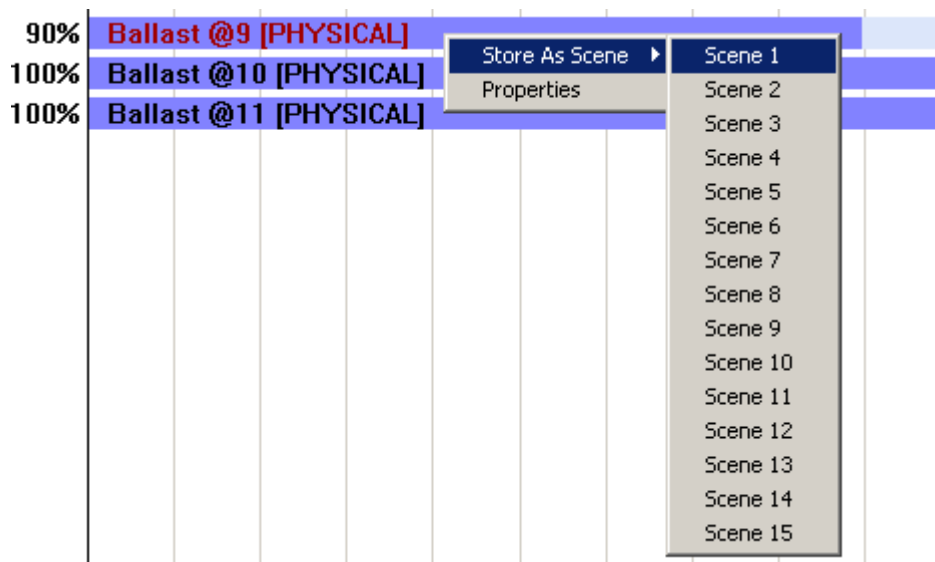 90% Ballast @9 [PHYSICAL]
100% Ballast @10 [PHYSICAL]
100% Ballast @11 [PHYSICAL]
Store As Scene
Properties
Scene 1
Scene 2
Scene 3
Scene 4
Scene 5
Scene 6
Scene 7
Scene 8
Scene 9
Scene 10
Scene 11
Scene 12
Scene 13
Scene 14
Scene 15